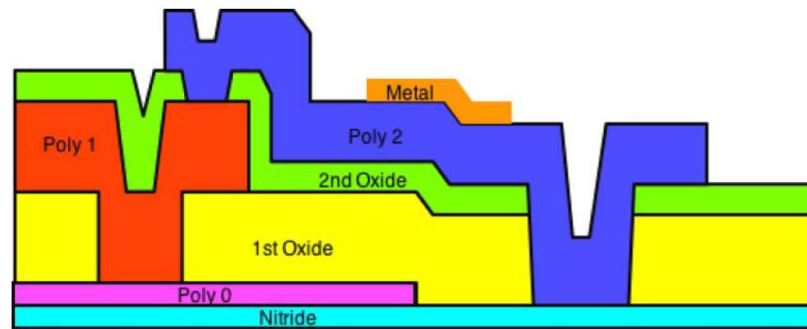 Metal
Poly 1
Poly 2
2nd Oxide
1st Oxide
Poly 0
Nitride